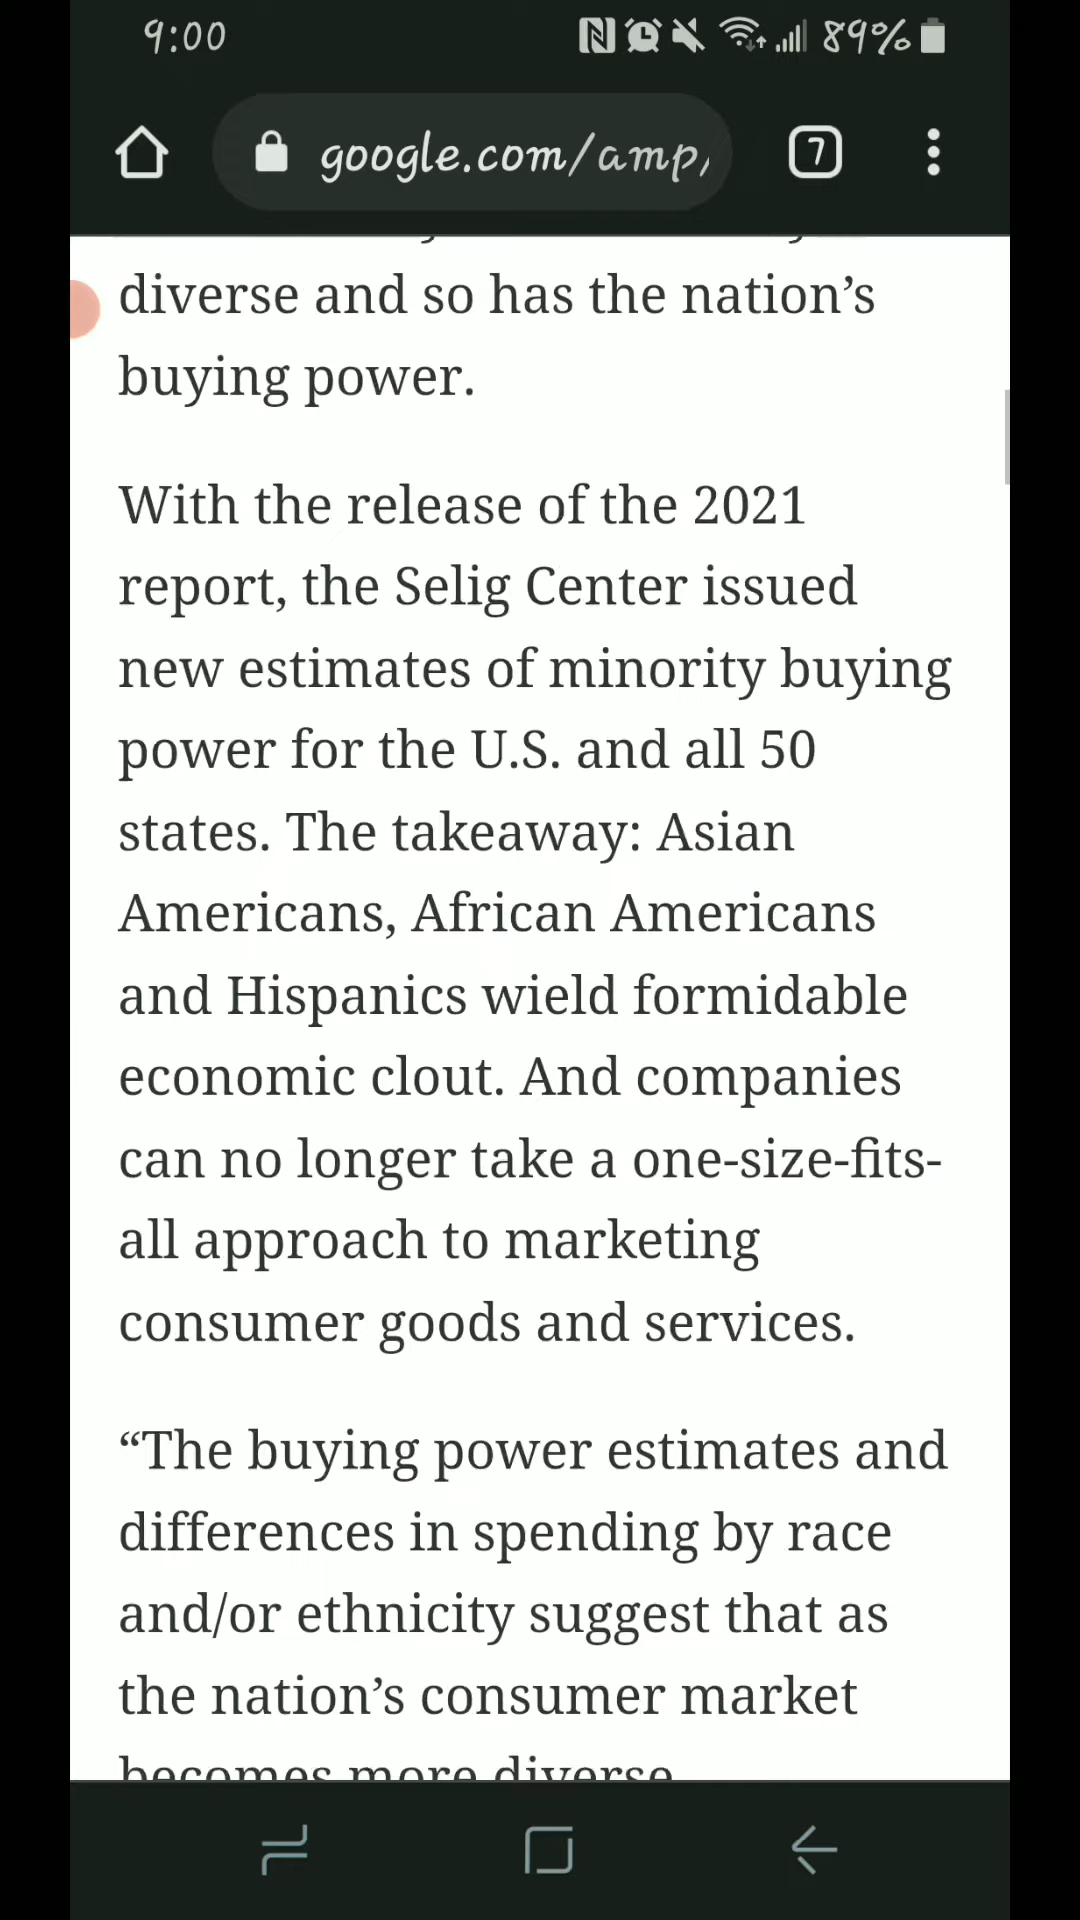 9:00 89%
google.com/amp/ 7
diverse and so has the nation’s
buying power.
With the release of the 2021
report, the Selig Center issued
new estimates of minority buying
power for the U.S. and all 50
states. The takeaway: Asian
Americans, African Americans
and Hispanics wield formidable
economic clout. And companies
can no longer take a one-size-fits-
all approach to marketing
consumer goods and services.
“The buying power estimates and
differences in spending by race
and/or ethnicity suggest that as
the nation’s consumer market
becomes more diverse